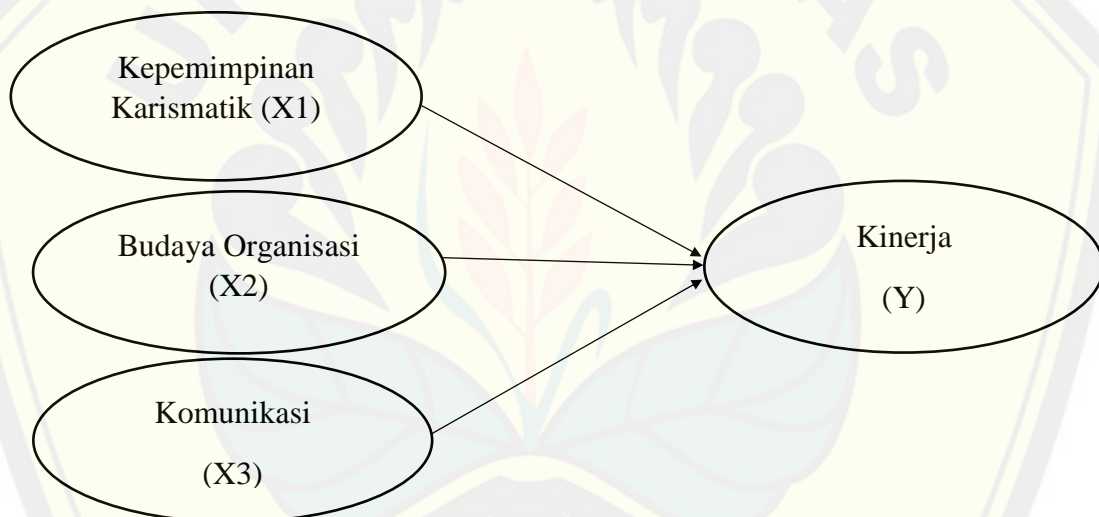 Kepemimpinan
Karismatik (X1)
Budaya Organisasi
(X2)
Komunikasi
(X3)
Kinerja
(Y)